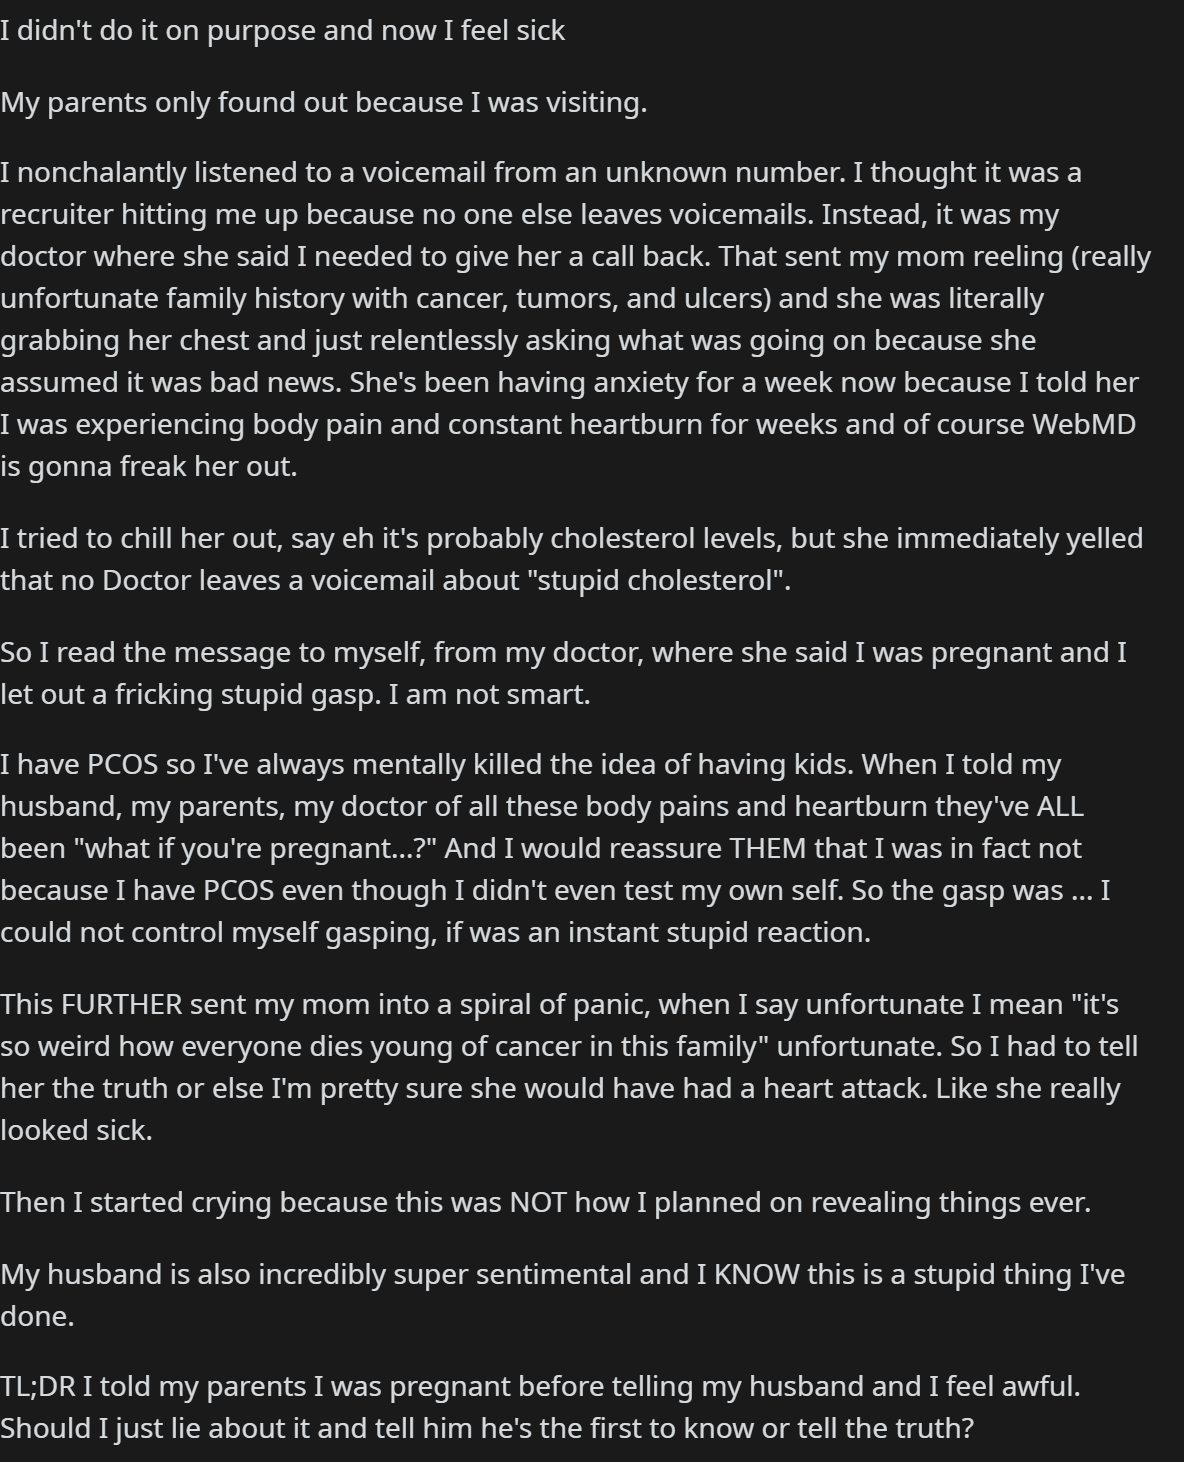 I didn't do it on purpose and now I feel sick
My parents only found out because I was visiting.
I nonchalantly listened to a voicemail from an unknown number. I thought it was a
recruiter hitting me up because no one else leaves voicemails. Instead, it was my
doctor where she said I needed to give her a call back. That sent my mom reeling (really
unfortunate family history with cancer, tumors, and ulcers) and she was literally
grabbing her chest and just relentlessly asking what was going on because she
assumed it was bad news. She's been having anxiety for a week now because I told her
I was experiencing body pain and constant heartburn for weeks and of course WebMD
is gonna freak her out.
I tried to chill her out, say eh it's probably cholesterol levels, but she immediately yelled
that no Doctor leaves a voicemail about "stupid cholesterol".
So I read the message to myself, from my doctor, where she said I was pregnant and I
let out a fricking stupid gasp. I am not smart.
I have PCOS so I've always mentally killed the idea of having kids. When I told my
husband, my parents, my doctor of all these body pains and heartburn they've ALL
been "what if you're pregnant...?" And I would reassure THEM that I was in fact not
because I have PCOS even though I didn't even test my own self. So the gasp was ... I
could not control myself gasping, if was an instant stupid reaction.
This FURTHER sent my mom into a spiral of panic, when I say unfortunate I mean "it's
so weird how everyone dies young of cancer in this family" unfortunate. So I had to tell
her the truth or else I'm pretty sure she would have had a heart attack. Like she really
looked sick.
Then I started crying because this was NOT how I planned on revealing things ever.
My husband is also incredibly super sentimental and I KNOW this is a stupid thing I've
done.
TL;DR I told my parents I was pregnant before telling my husband and I feel awful.
Should I just lie about it and tell him he's the first to know or tell the truth?